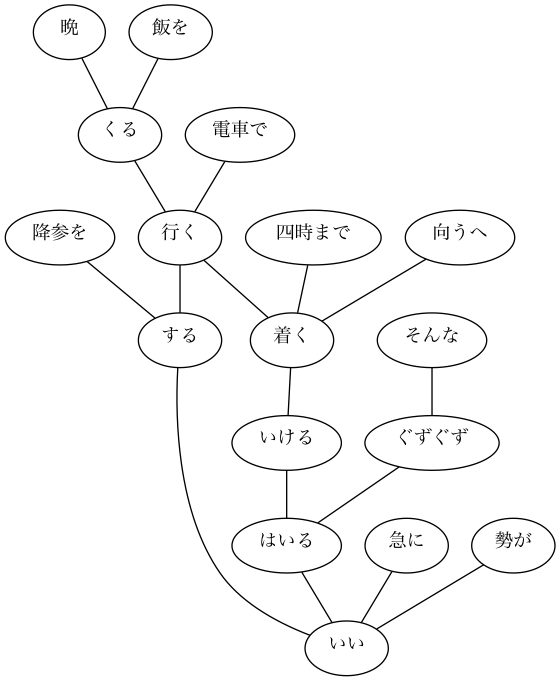 晩
飯を
くる
電車で
降参を
行く
四時まで
向うへ
する
着く
そんな
いける
ぐずぐず
はいる
急に
勢が
いい